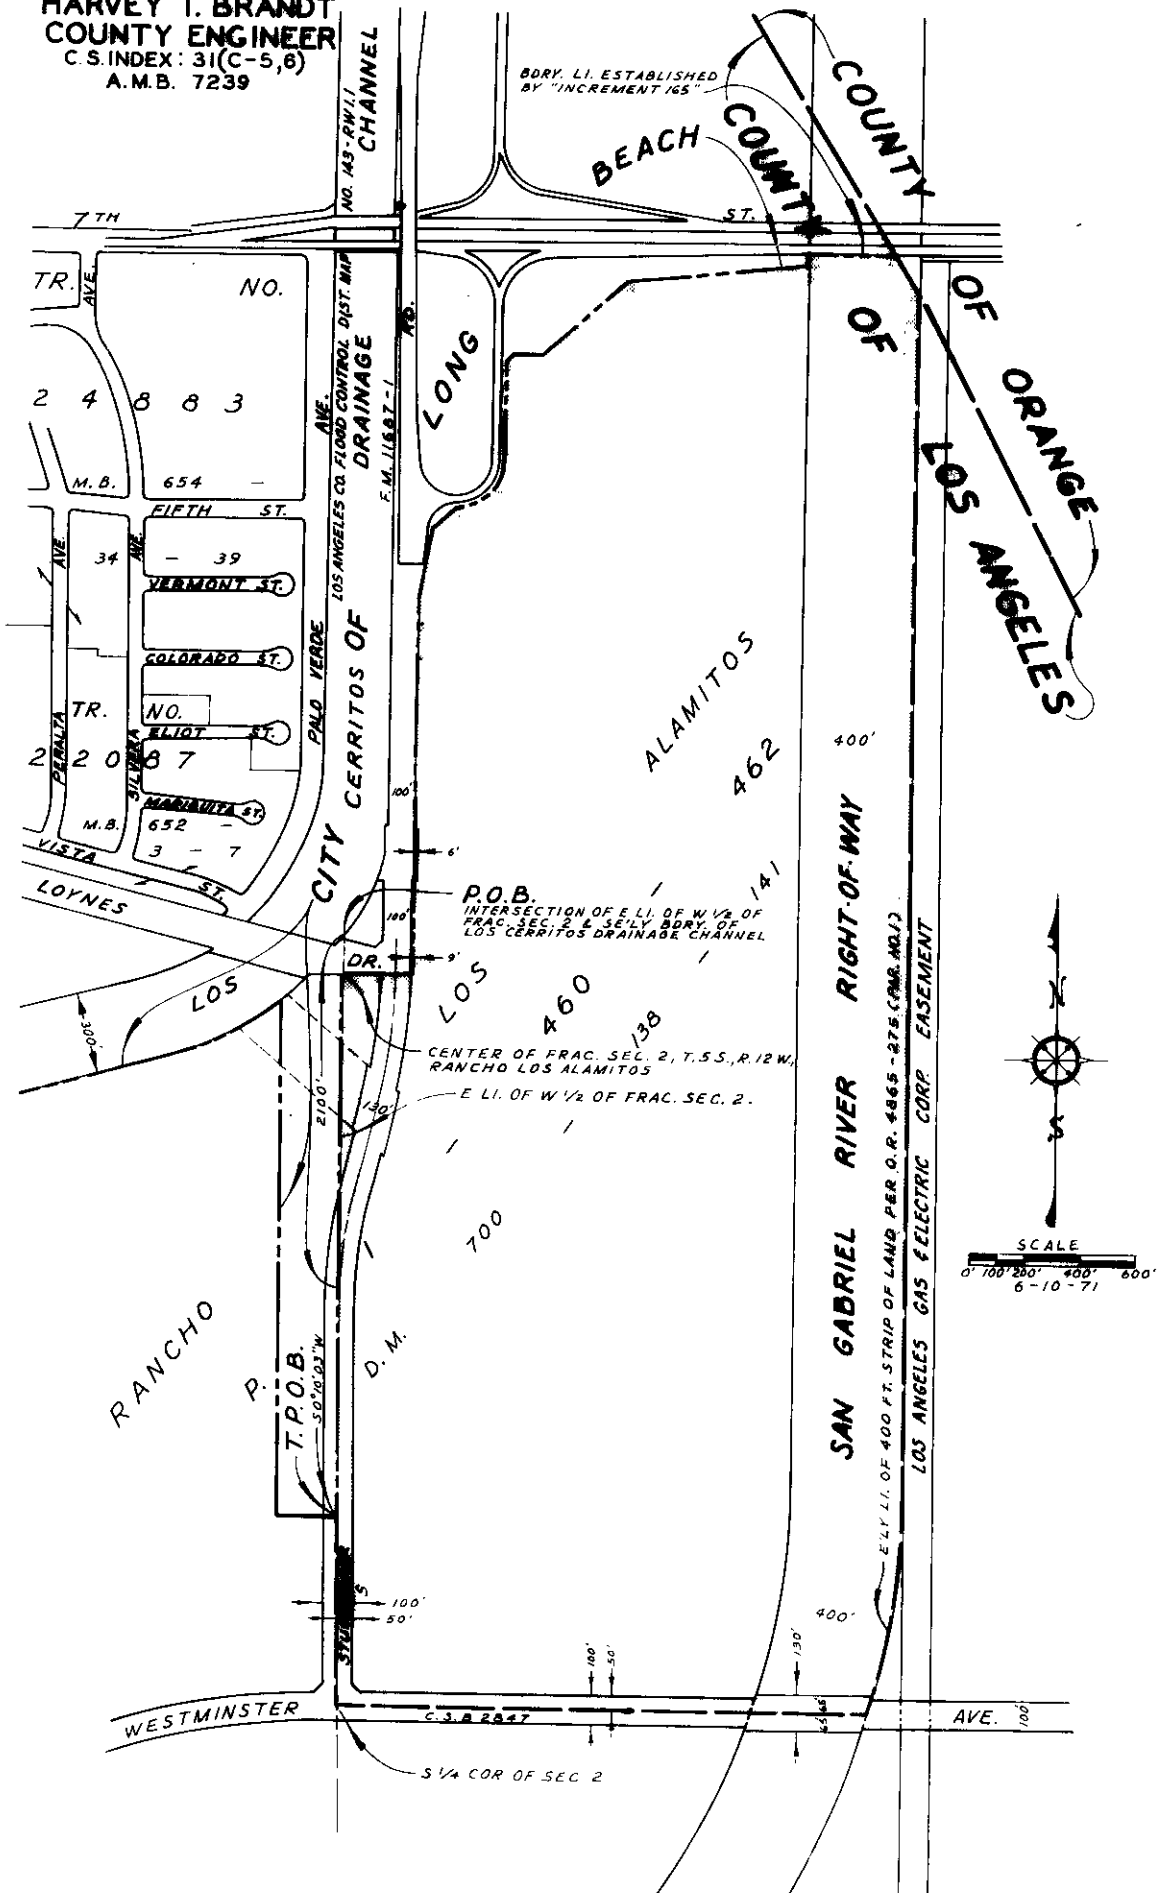 HARVEY T. BRANDT
COUNTY ENGINEER
C.S. INDEX: 31(C-5,6)
A.M.B. 7239
BDRY. LI. ESTABLISHED
BY "INCREMENT 165"
COUNTY OF ORANGE
COUNTY OF LOS ANGELES
LONG BEACH
7TH
ST.
NO. 143-RW1.1
CHANNEL
LOS ANGELES CO. FLOOD CONTROL DIST. MAP
DRAINAGE
F.M. 11687-1
RD.
TR.
AVE.
NO.
2 4 8 8 3
M.B. 654 -
34 - 39
FIFTH ST.
AVE.
AVE.
AVE.
VERMONT ST.
COLORADO ST.
ELIOT ST.
MARIQUITA ST.
PALO VERDE
PERALTA
SILVERA
TR. NO.
2 2 0 8 7
M.B. 652 -
3 - 7
VISTA ST.
LOYNES
DR.
CITY OF
LOS
CERRITOS
100'
6'
100'
9'
P.O.B.
INTERSECTION OF E LI. OF W 1/2 OF
FRAC. SEC. 2 & SE'LY BDRY. OF
LOS CERRITOS DRAINAGE CHANNEL
ALAMITOS
462
141
LOS
460
138
CENTER OF FRAC. SEC. 2, T.5S., R.12W.,
RANCHO LOS ALAMITOS
E LI. OF W 1/2 OF FRAC. SEC. 2.
300'
2100'
130'
700
RANCHO
P.
D. M.
T.P.O.B.
S0°10'03"W
400'
SAN GABRIEL RIVER RIGHT-OF-WAY
E'LY LI. OF 400 FT. STRIP OF LAND PER O.R. 4865-275 (PAR. NO.1)
LOS ANGELES GAS & ELECTRIC CORP. EASEMENT
N
S
SCALE
0' 100' 200' 400' 600'
6-10-71
S
100'
50'
400'
100'
50'
130'
65' 65'
WESTMINSTER
C.S.B 2847
AVE.
100'
S 1/4 COR OF SEC 2